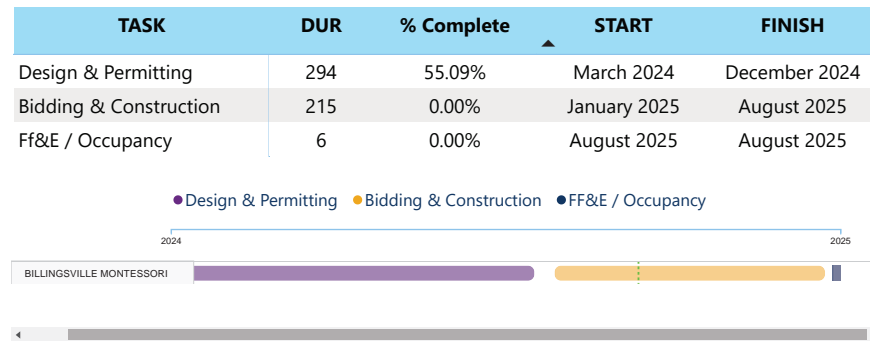 TASK DUR % Complete START FINISH
Design & Permitting 294 55.09% March 2024 December 2024
Bidding & Construction 215 0.00% January 2025 August 2025
Ff&E / Occupancy 6 0.00% August 2025 August 2025
Design & Permitting Bidding & Construction FF&E / Occupancy
2024 2025
BILLINGSVILLE MONTESSORI